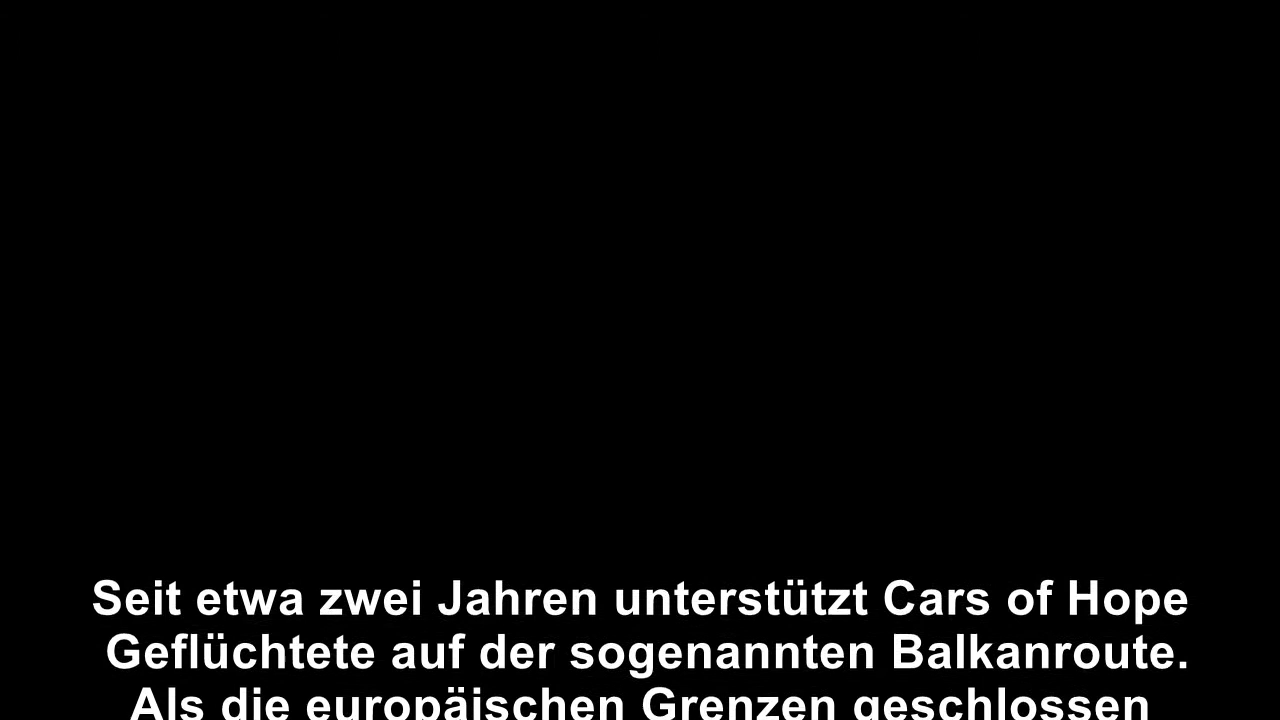 Seit etwa zwei Jahren unterstützt Cars of Hope
Geflüchtete auf der sogenannten Balkanroute.
Als die europäischen Grenzen geschlossen